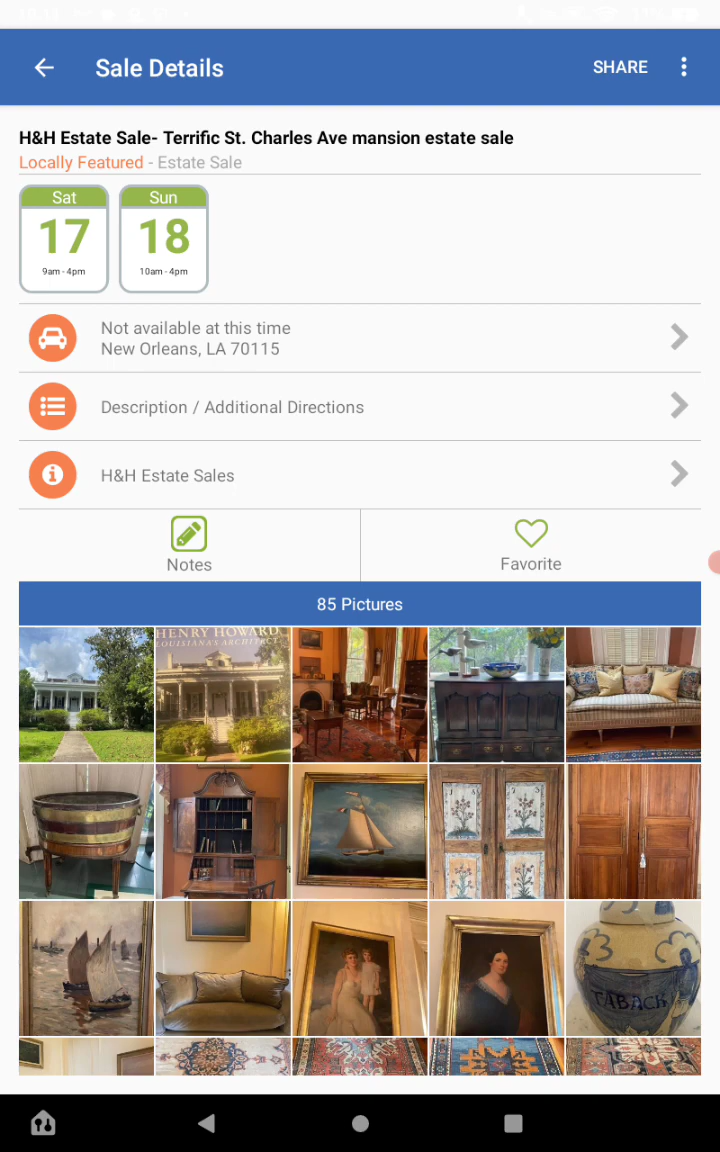 Sale Details
SHARE
H&H Estate Sale- Terrific St. Charles Ave mansion estate sale
Locally Featured - Estate Sale
Sat
Sun
17
18
9am - 4pm
10am - 4pm
Not available at this time
New Orleans, LA 70115
Description / Additional Directions
H&H Estate Sales
Notes
Favorite
85 Pictures
HENRY HOWARD
LOUISIANA'S ARCHITECT
TABACK